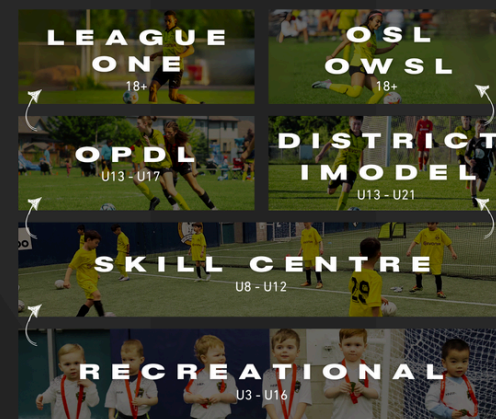 LEAGUE
ONE
18+
OSL
OWSL
18+
OPDL
U13 - U17
DISTRICT
IMODEL
U13 - U21
SKILL CENTRE
U8 - U12
29
RECREATIONAL
U3 - U16